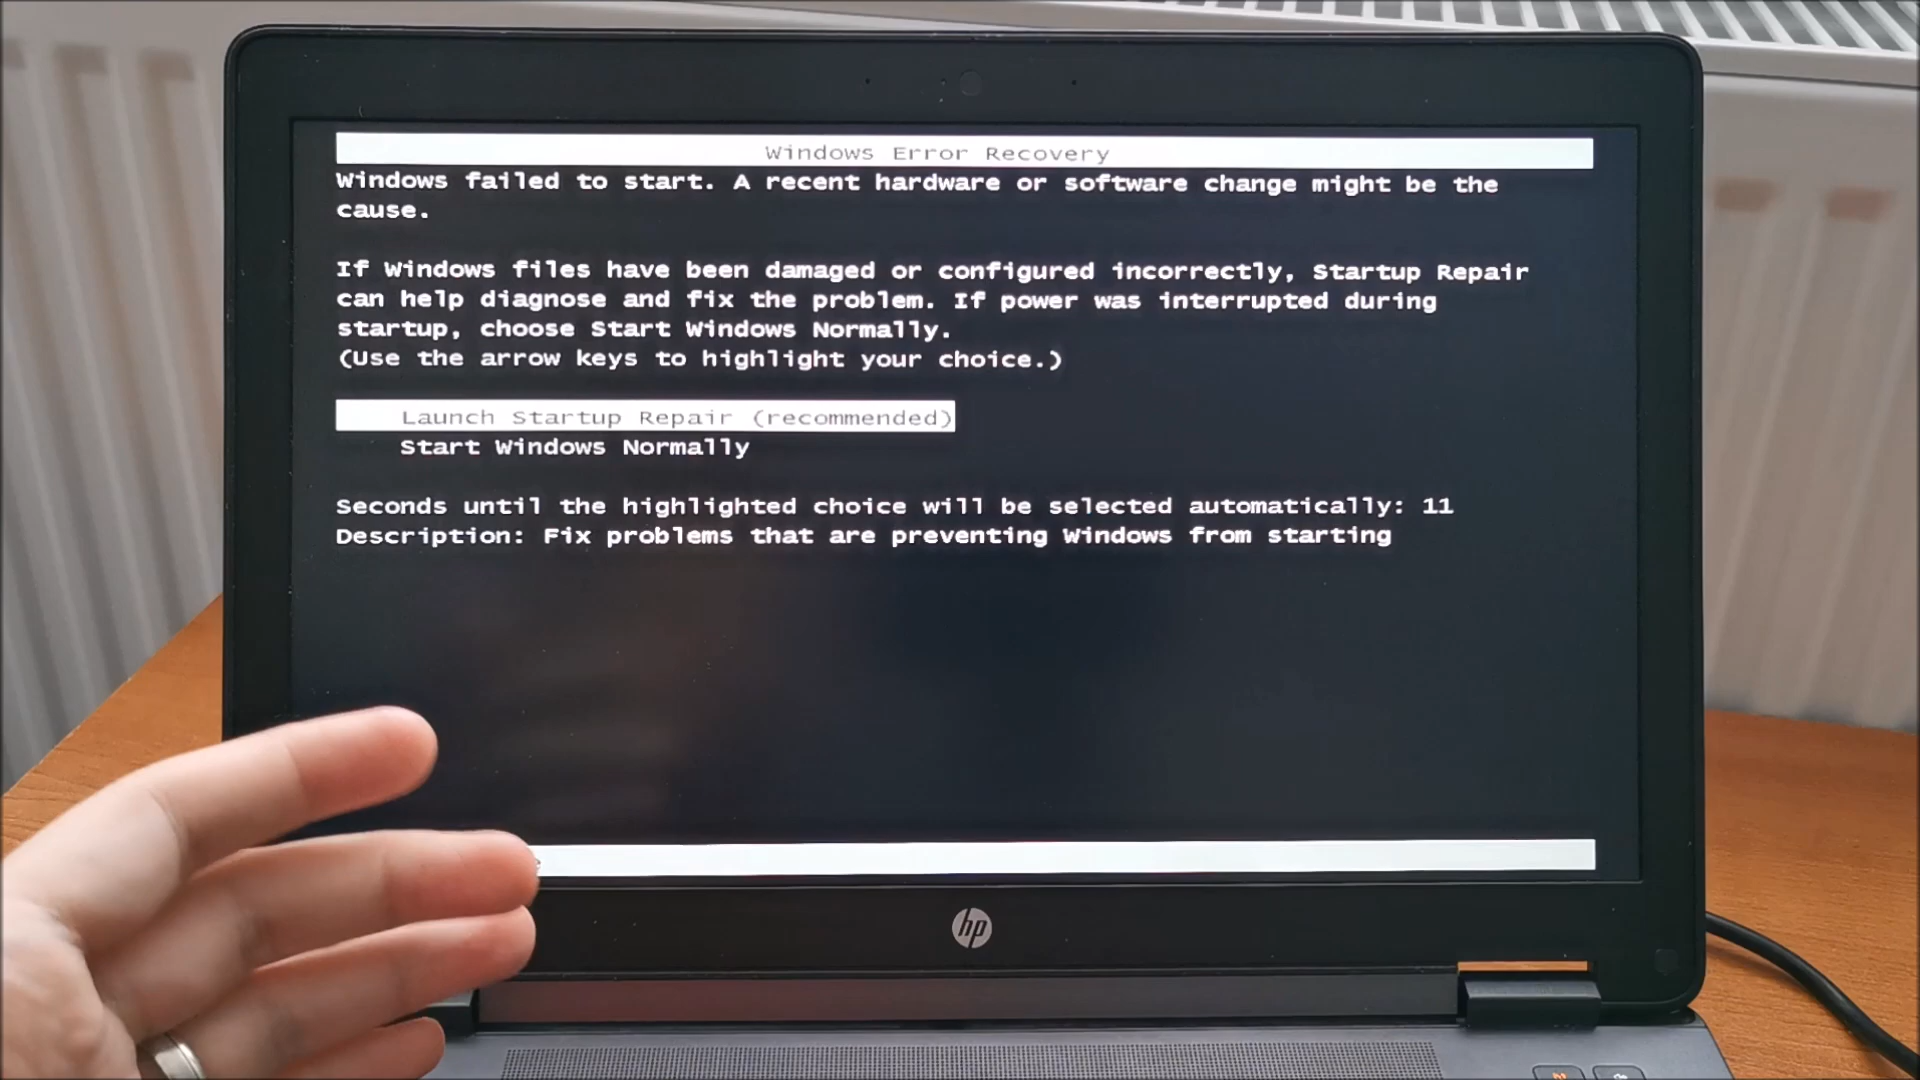 Windows Error Recovery
Windows failed to start. A recent hardware or software change might be the
cause.
If Windows files have been damaged or configured incorrectly, Startup Repair
can help diagnose and fix the problem. If power was interrupted during
startup, choose Start Windows Normally.
(Use the arrow keys to highlight your choice.)
Launch Startup Repair (recommended)
Start Windows Normally
Seconds until the highlighted choice will be selected automatically: 11
Description: Fix problems that are preventing Windows from starting
hp